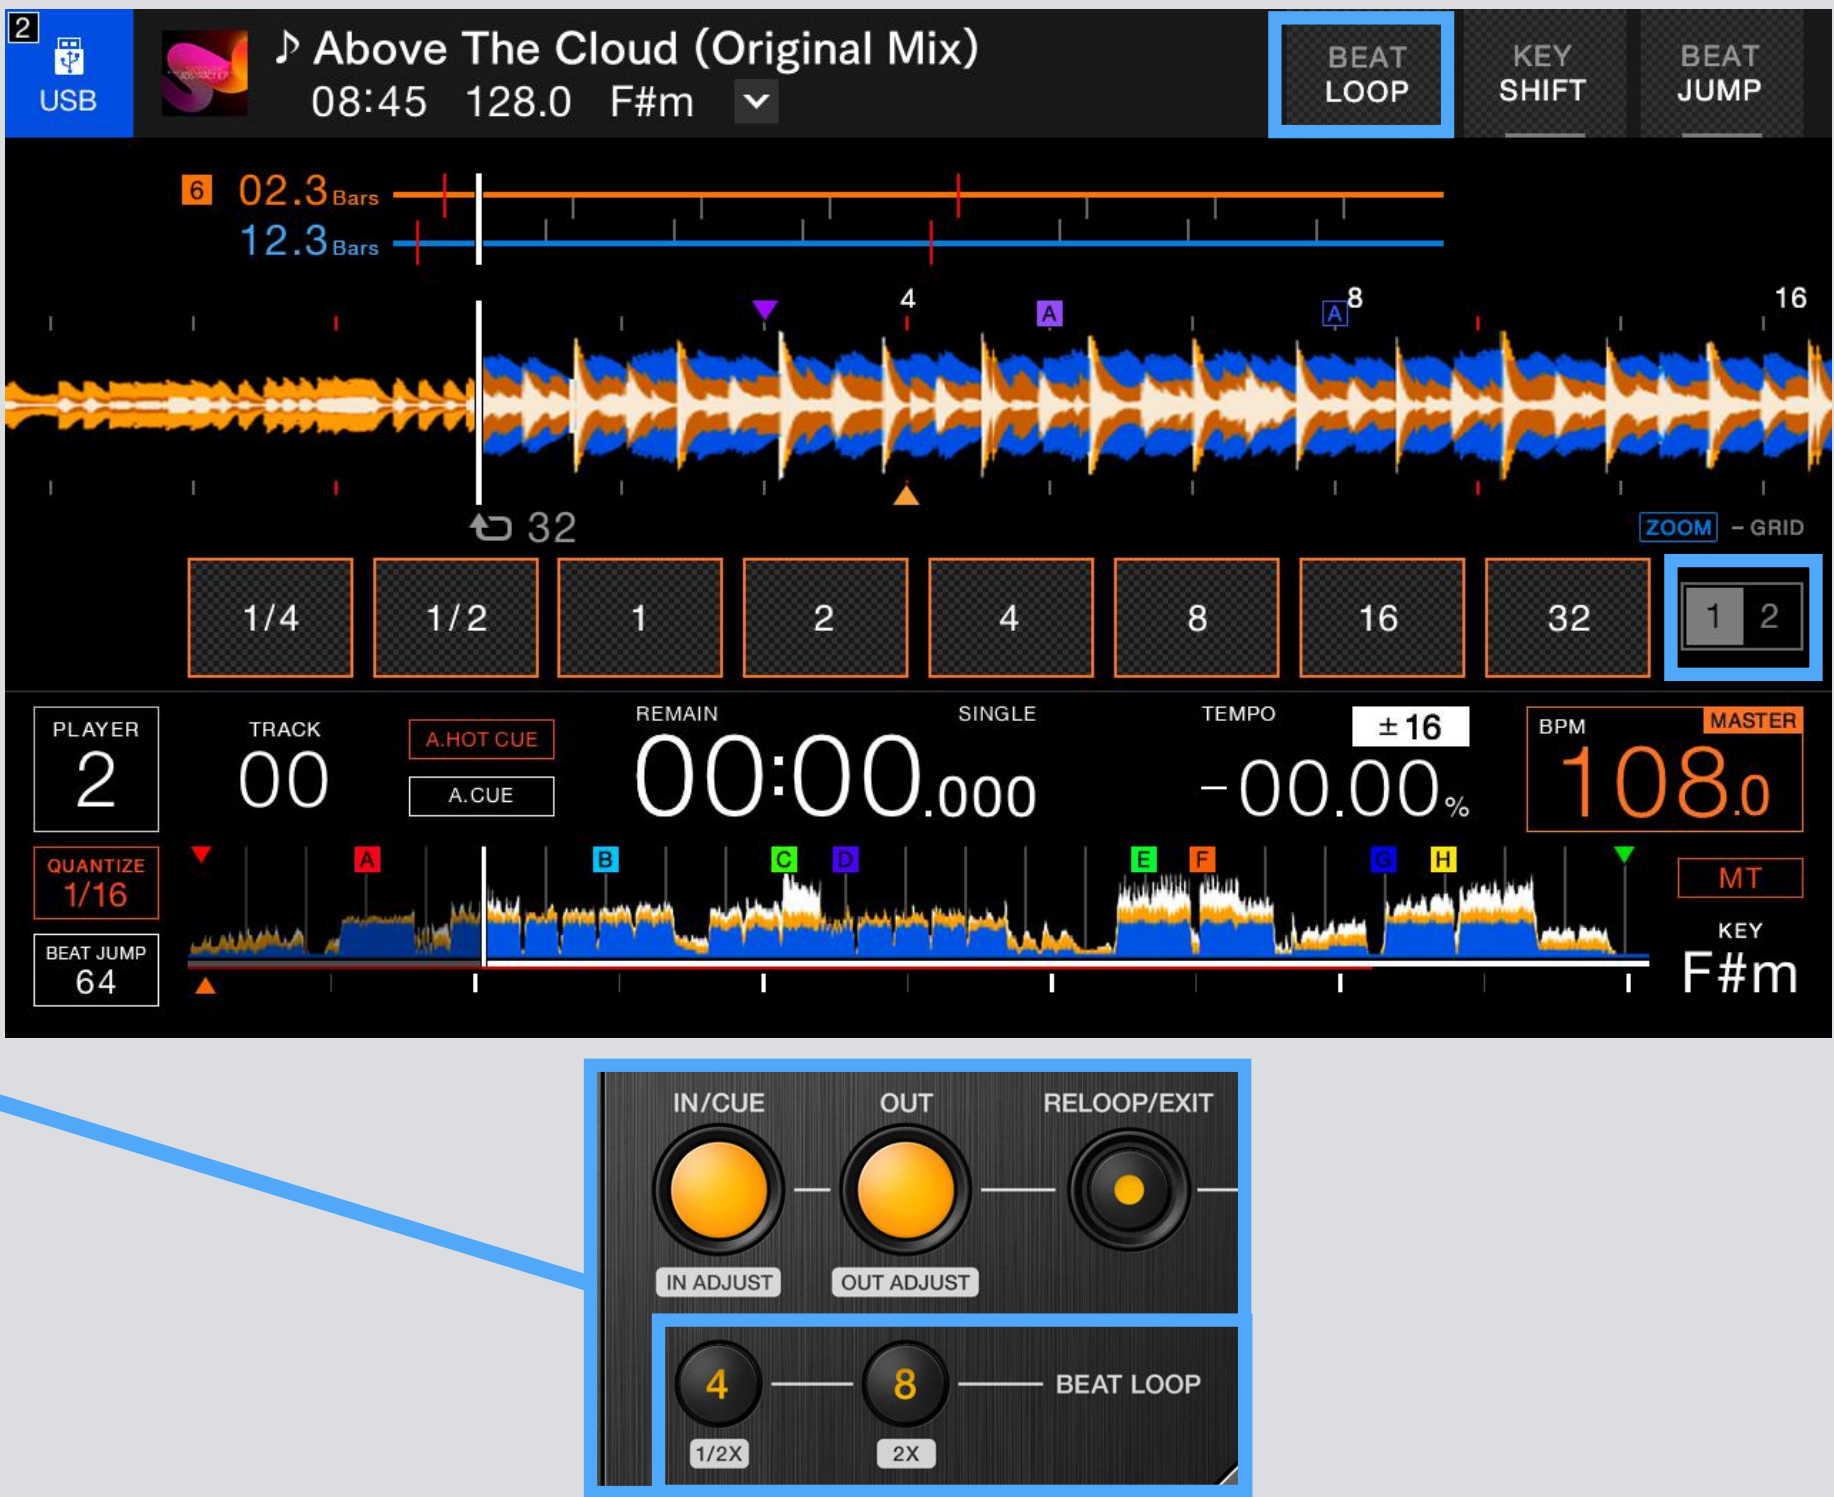 2
USB
Above The Cloud (Original Mix)
08:45 128.0 F#m
BEAT
LOOP
KEY
SHIFT
BEAT
JUMP
6 02.3 Bars
12.3 Bars
4 8 16
A A
32
ZOOM - GRID
1/4 1/2 1 2 4 8 16 32 1 2
PLAYER
2
TRACK
00
A.HOT CUE
A.CUE
REMAIN SINGLE
00:00.000
TEMPO ±16
-00.00%
BPM MASTER
108.0
QUANTIZE
1/16
BEAT JUMP
64
A B C D E F G H
MT
KEY
F#m
IN/CUE OUT RELOOP/EXIT
IN ADJUST OUT ADJUST
4 8 BEAT LOOP
1/2X 2X